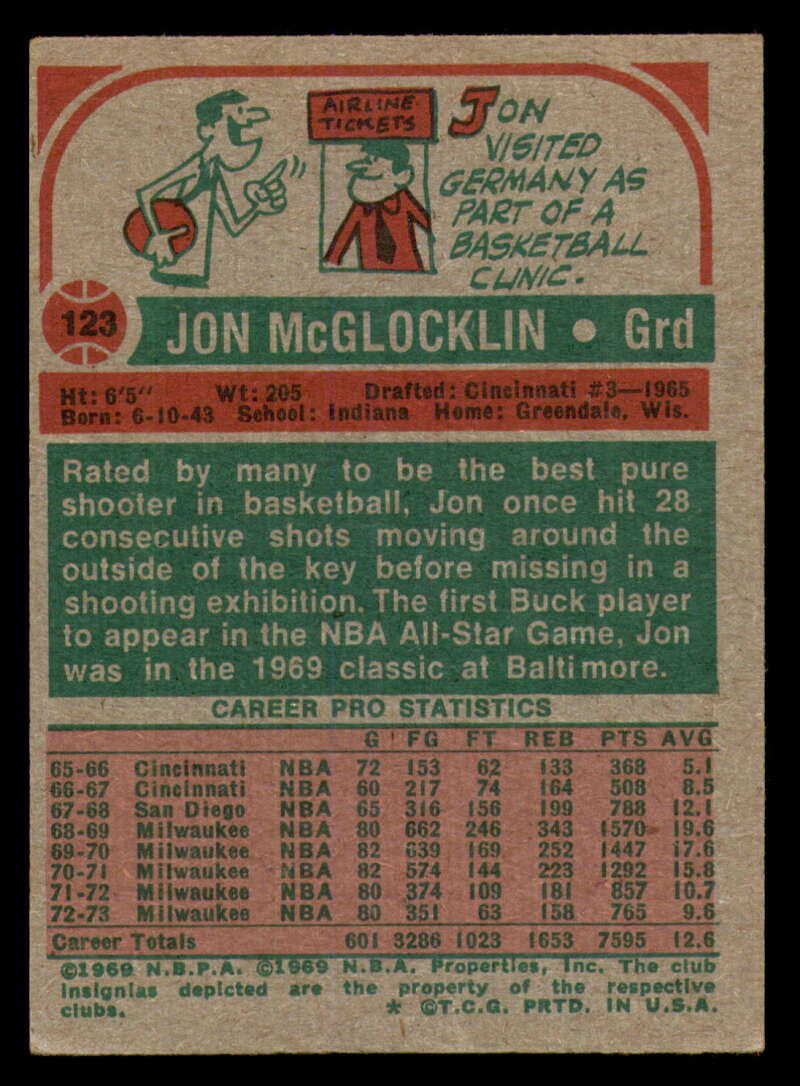 AIRLINE
TICKETS
JON
VISITED
GERMANY AS
PART OF A
BASKETBALL
CLINIC.
123 JON McGLOCKLIN • Grd
Ht: 6'5" Wt: 205 Drafted: Cincinnati #3—1965
Born: 6-10-43 School: Indiana Home: Greendale, Wis.
Rated by many to be the best pure
shooter in basketball, Jon once hit 28
consecutive shots moving around the
outside of the key before missing in a
shooting exhibition. The first Buck player
to appear in the NBA All-Star Game, Jon
was in the 1969 classic at Baltimore.
CAREER PRO STATISTICS
G FG FT REB PTS AVG
65-66 Cincinnati NBA 72 153 62 133 368 5.1
66-67 Cincinnati NBA 60 217 74 164 508 8.5
67-68 San Diego NBA 65 316 156 199 788 12.1
68-69 Milwaukee NBA 80 662 246 343 1570 19.6
69-70 Milwaukee NBA 82 639 169 252 1447 17.6
70-71 Milwaukee NBA 82 574 144 223 1292 15.8
71-72 Milwaukee NBA 80 374 109 181 857 10.7
72-73 Milwaukee NBA 80 351 63 158 765 9.6
Career Totals 601 3286 1023 1653 7595 12.6
©1969 N.B.P.A. ©1969 N.B.A. Properties, Inc. The club
insignias depicted are the property of the respective
clubs. * ©T.C.G. PRTD. IN U.S.A.